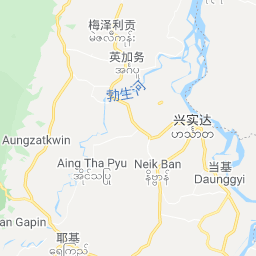 梅泽利贡
မဲဇလီကုန်း
英加务
အင်္ဂပူ
勃生河
兴实达
ဟင်္သာတ
Aungzatkwin
Aing Tha Pyu
အိုင်သပြု
Neik Ban
နိဗ္ဗာန်
当基
Daunggyi
an Gapin
耶基
ရေကြည်